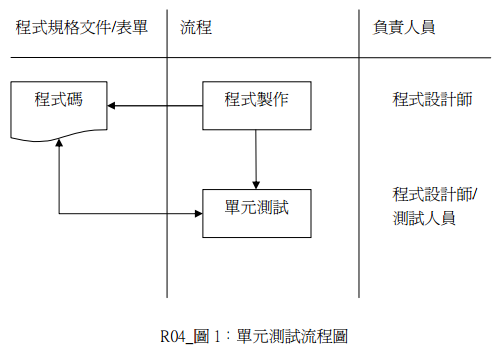 程式規格文件/表單
流程
負責人員
程式碼
程式製作
程式設計師
單元測試
程式設計師/
測試人員
R04_圖 1：單元測試流程圖